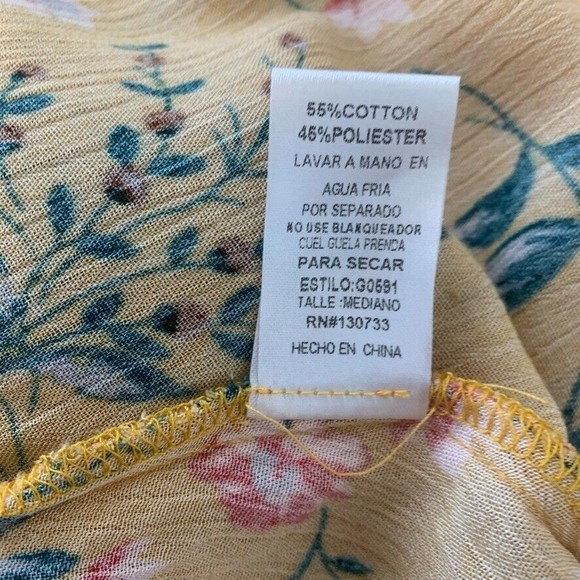 55%COTTON
45%POLIESTER
LAVAR A MANO EN
AGUA FRIA
POR SEPARADO
NO USE BLANQUEADOR
CUEL GUELA PRENDA
PARA SECAR
ESTILO:G0591
TALLE :MEDIANO
RN#130733
HECHO EN CHINA